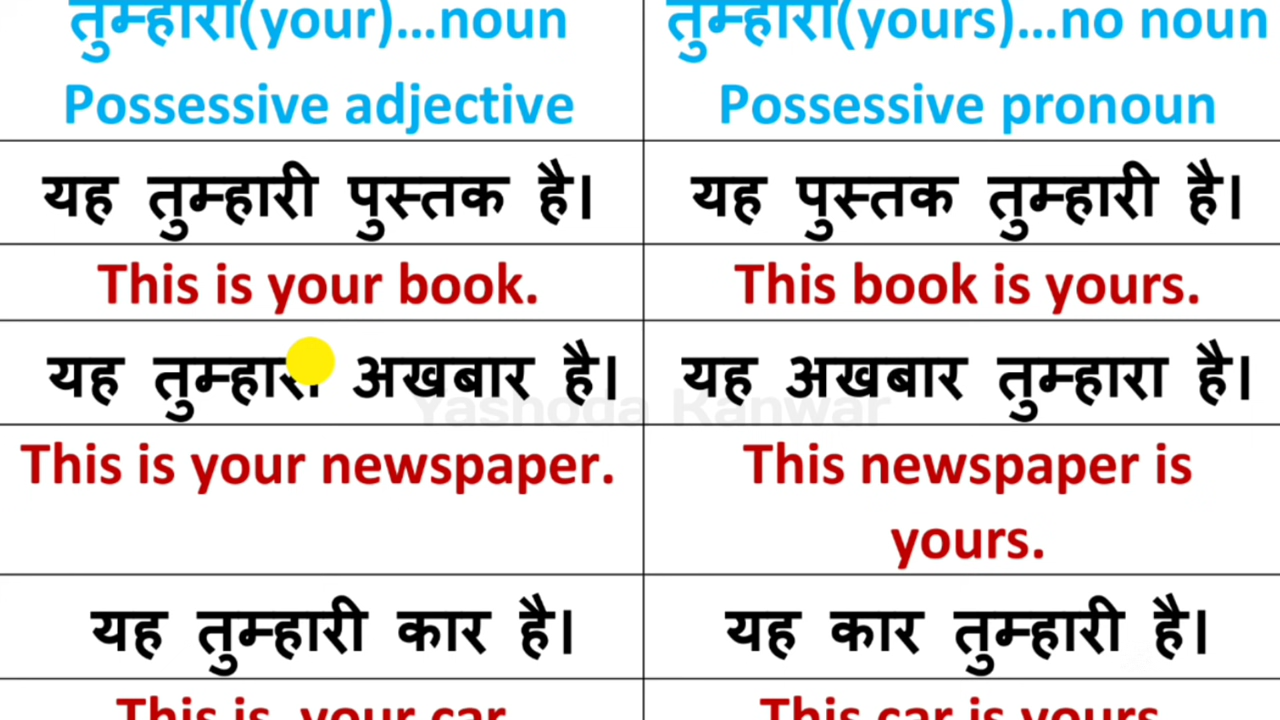 तुम्हारा(your)...noun
Possessive adjective
तुम्हारा(yours)...no noun
Possessive pronoun
यह तुम्हारी पुस्तक है।
यह पुस्तक तुम्हारी है।
This is your book.
This book is yours.
यह तुम्हारा अखबार है।
यह अखबार तुम्हारा है।
Yashoda Kanwar
This is your newspaper.
This newspaper is
yours.
यह तुम्हारी कार है।
यह कार तुम्हारी है।
This is your car
This car is yours